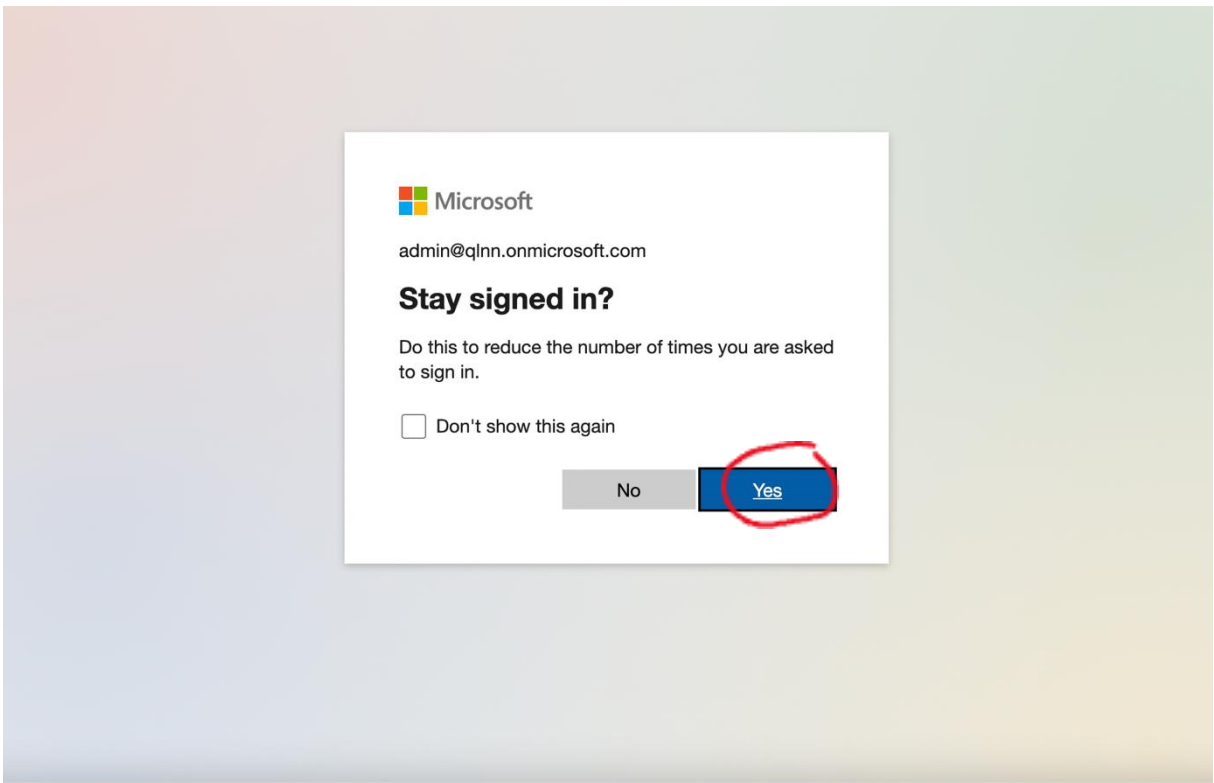 Microsoft
admin@qlnn.onmicrosoft.com
Stay signed in?
Do this to reduce the number of times you are asked
to sign in.
Don't show this again
No
Yes